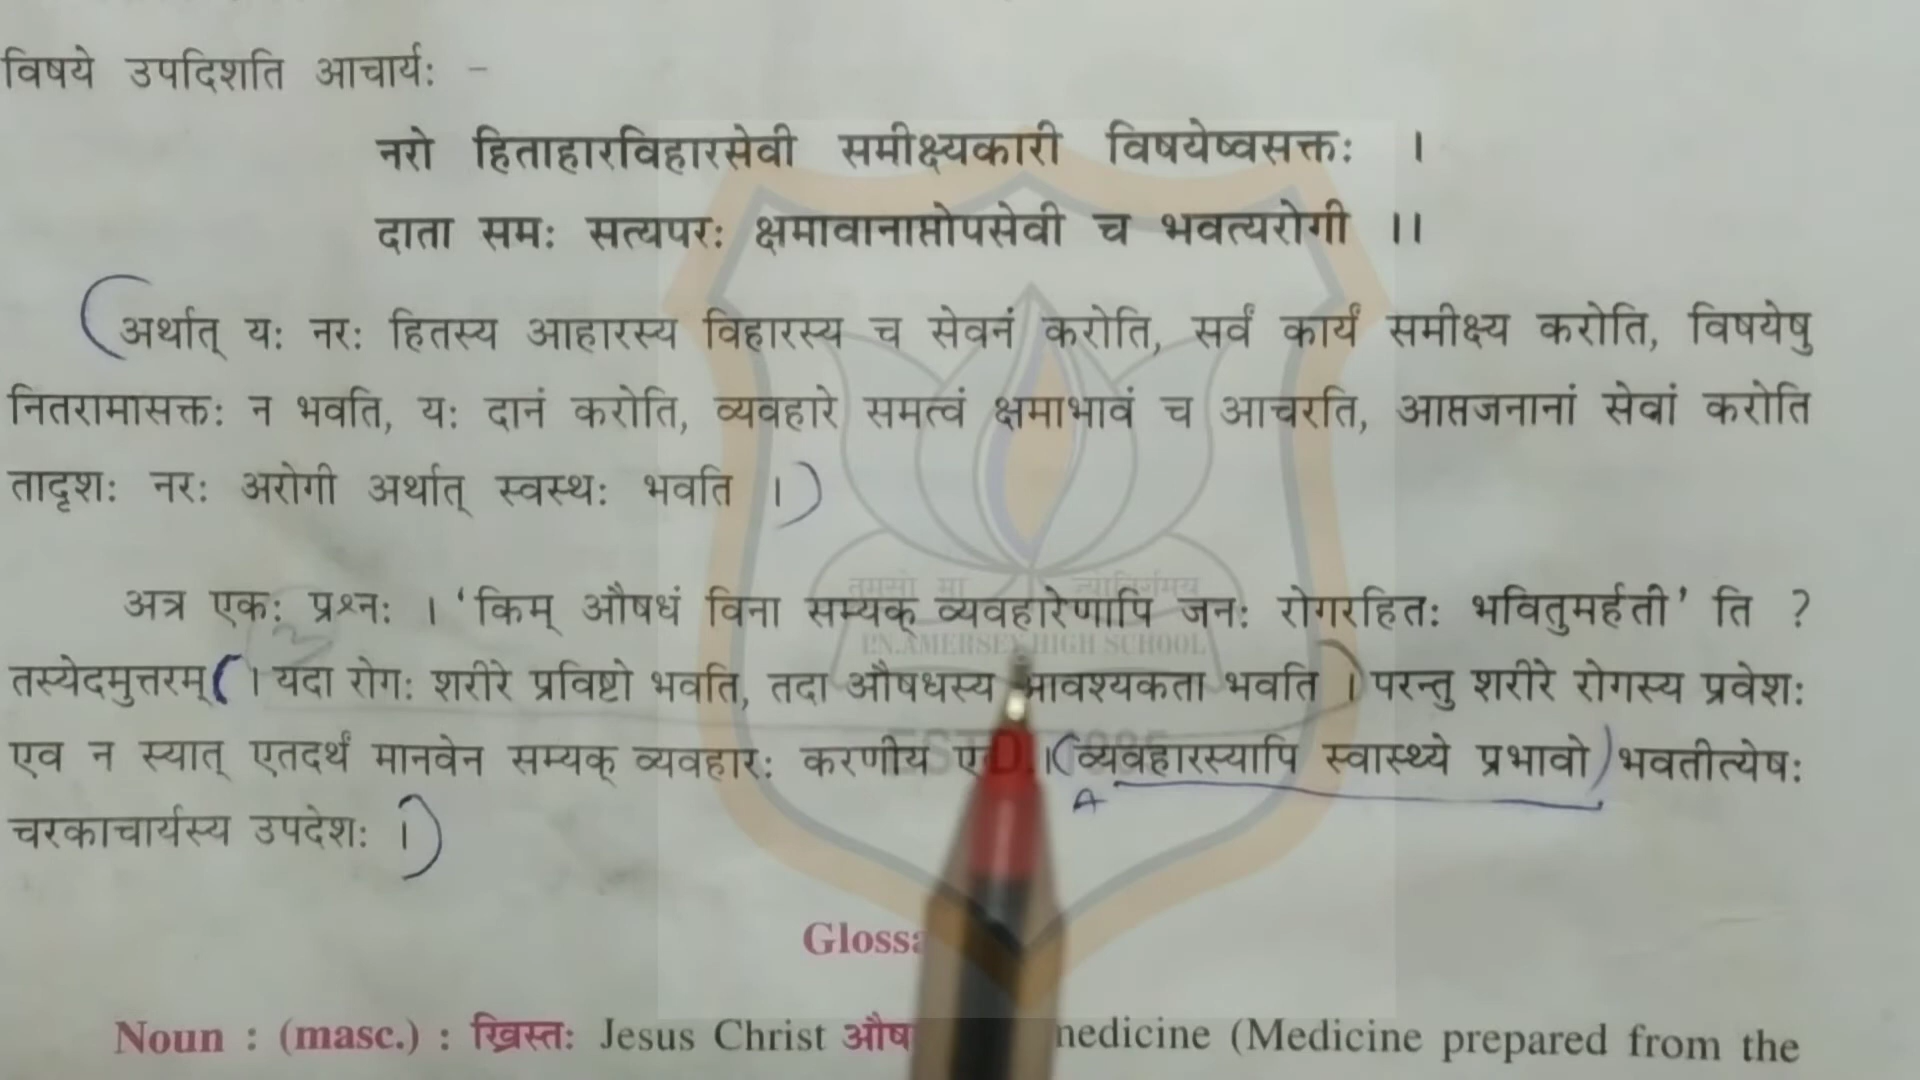 विषये उपदिशति आचार्यः –
नरो हिताहारविहारसेवी समीक्ष्यकारी विषयेष्वसक्तः ।
दाता समः सत्यपरः क्षमावानाप्तोपसेवी च भवत्यरोगी ।।
(अर्थात् यः नरः हितस्य आहारस्य विहारस्य च सेवनं करोति, सर्वं कार्यं समीक्ष्य करोति, विषयेषु
नितरामासक्तः न भवति, यः दानं करोति, व्यवहारे समत्वं क्षमाभावं च आचरति, आप्तजनानां सेवां करोति
तादृशः नरः अरोगी अर्थात् स्वस्थः भवति ।)
अत्र एकः प्रश्नः । 'किम् औषधं विना सम्यक् व्यवहारेणापि जनः रोगरहितः भवितुमर्हती' ति ?
तस्येदमुत्तरम् (। यदा रोगः शरीरे प्रविष्टो भवति, तदा औषधस्य आवश्यकता भवति ।) परन्तु शरीरे रोगस्य प्रवेशः
एव न स्यात् एतदर्थं मानवेन सम्यक् व्यवहारः करणीय । (व्यवहारस्यापि स्वास्थ्ये प्रभावो) भवतीत्येषः
A
चरकाचार्यस्य उपदेशः ।)
तमसो मा ज्योतिर्गमय
P.N.AMERSEY HIGH SCHOOL
Noun : (masc.) : ख्रिस्तः Jesus Christ medicine (Medicine prepared from the